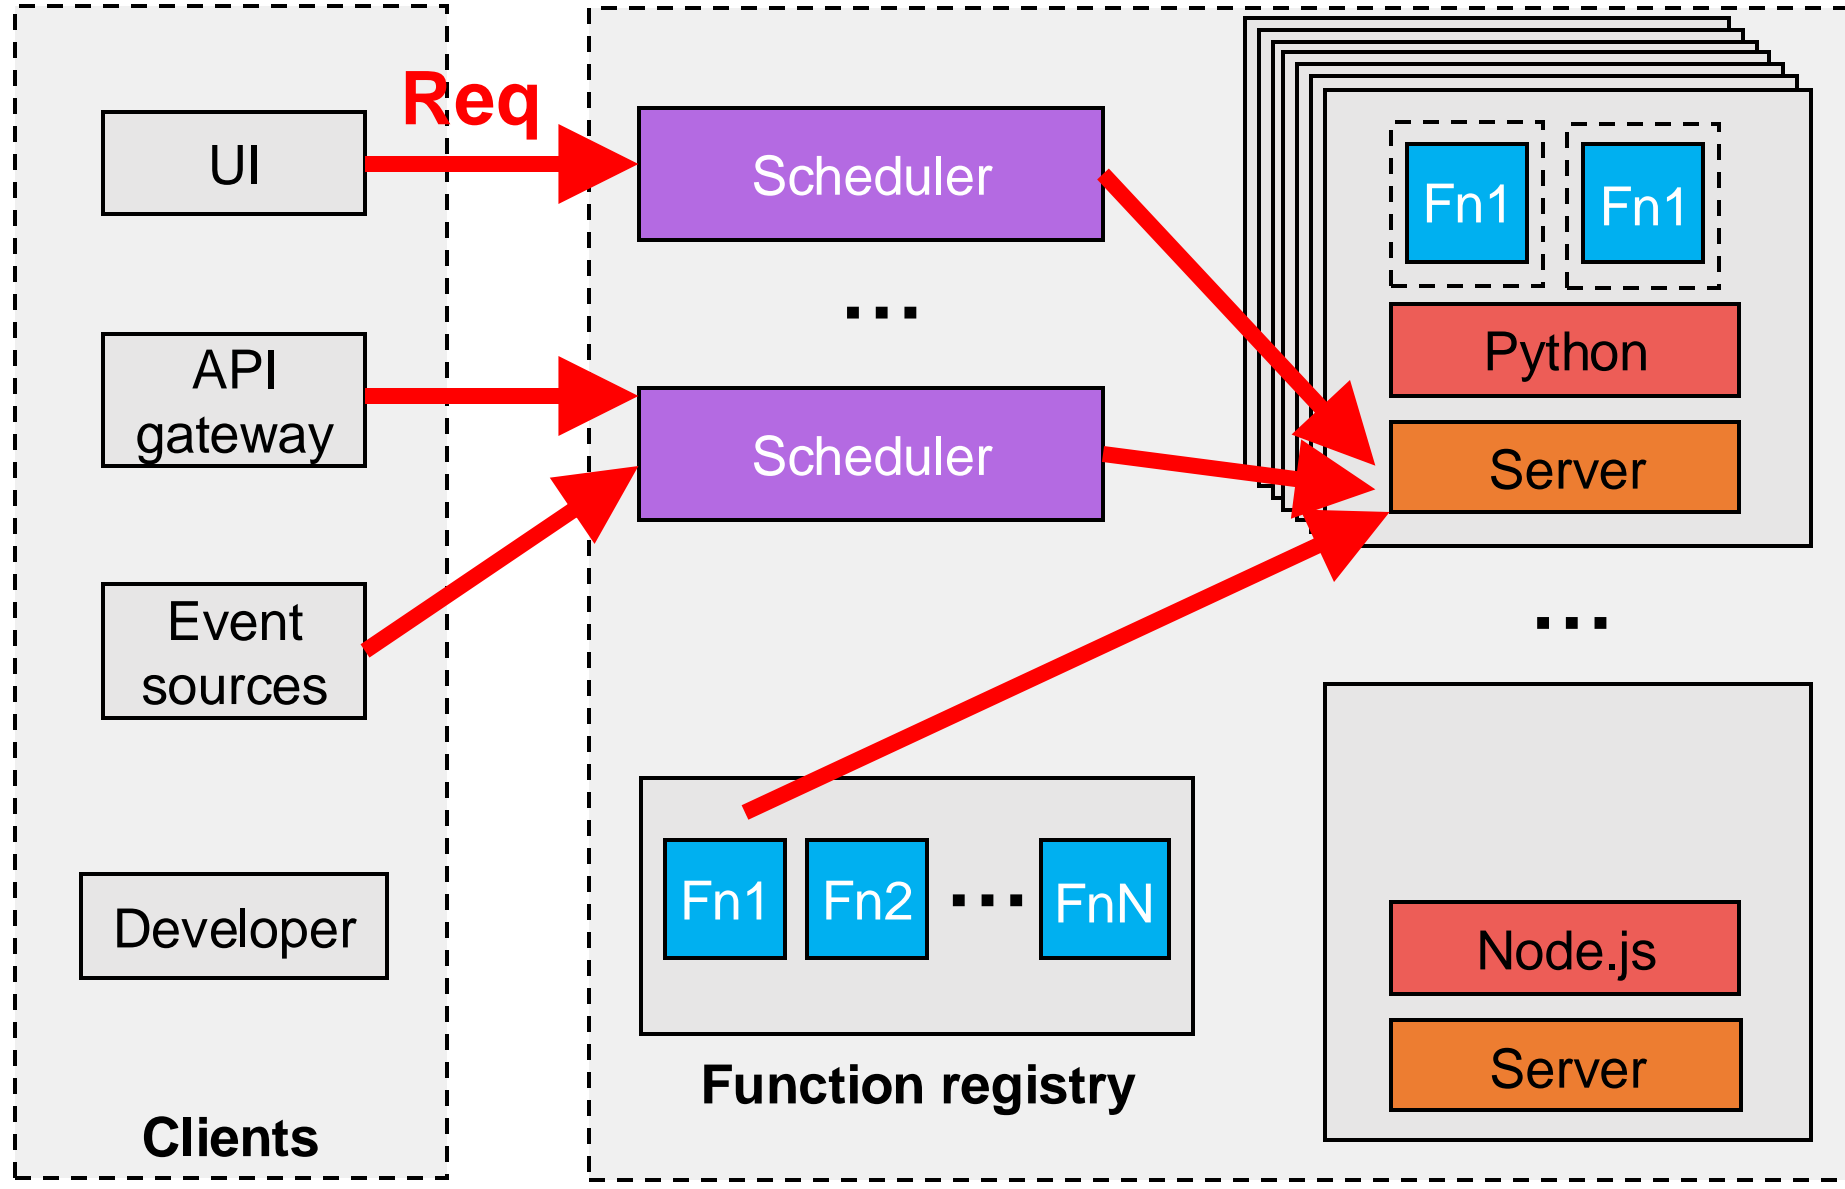 Req
UI
API
gateway
Event
sources
Developer
Clients
Scheduler
...
Scheduler
Fn1
Fn2
...
FnN
Function registry
Fn1
Fn1
Python
Server
...
Node.js
Server